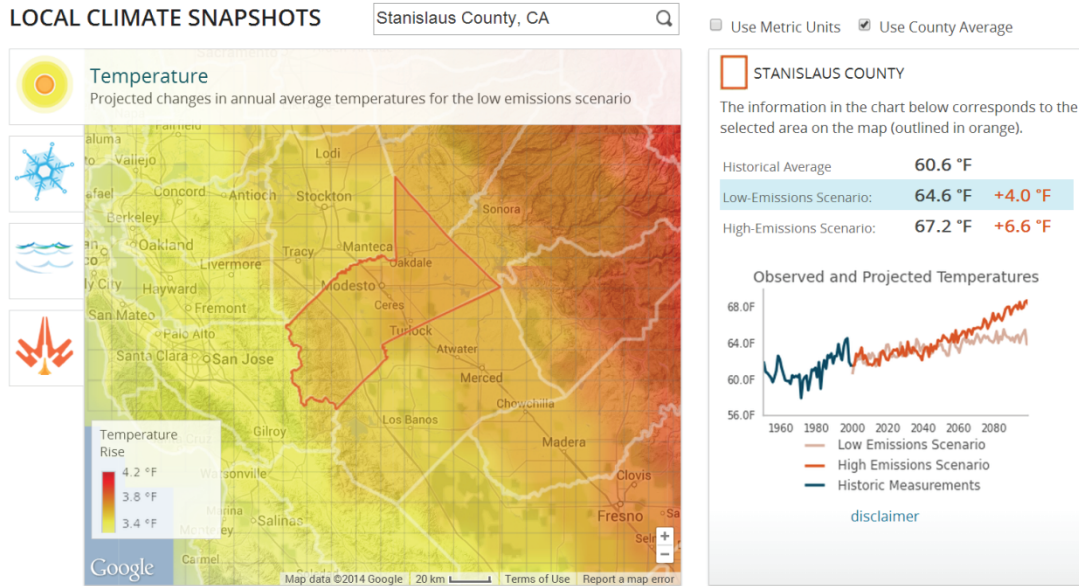 LOCAL CLIMATE SNAPSHOTS
Stanislaus County, CA
Use Metric Units
Use County Average
Sacramento
Temperature
Projected changes in annual average temperatures for the low emissions scenario
Fairfield
Lodi
Vallejo
Concord
Antioch
Stockton
Sonora
Berkeley
Oakland
Tracy
Manteca
Livermore
Oakdale
Hayward
Modesto
Ceres
Fremont
San Mateo
Turlock
Palo Alto
Santa Clara
San Jose
Atwater
Merced
Chowchilla
Los Banos
Gilroy
Madera
Watsonville
Clovis
Marina
Salinas
Fresno
Monterey
Carmel
Temperature
Rise
4.2 °F
3.8 °F
3.4 °F
+
−
Google
Map data ©2014 Google
20 km
Terms of Use
Report a map error
STANISLAUS COUNTY
The information in the chart below corresponds to the
selected area on the map (outlined in orange).
Historical Average 60.6 °F
Low-Emissions Scenario: 64.6 °F +4.0 °F
High-Emissions Scenario: 67.2 °F +6.6 °F
Observed and Projected Temperatures
68.0F
64.0F
60.0F
56.0F
1960 1980 2000 2020 2040 2060 2080
Low Emissions Scenario
High Emissions Scenario
Historic Measurements
disclaimer